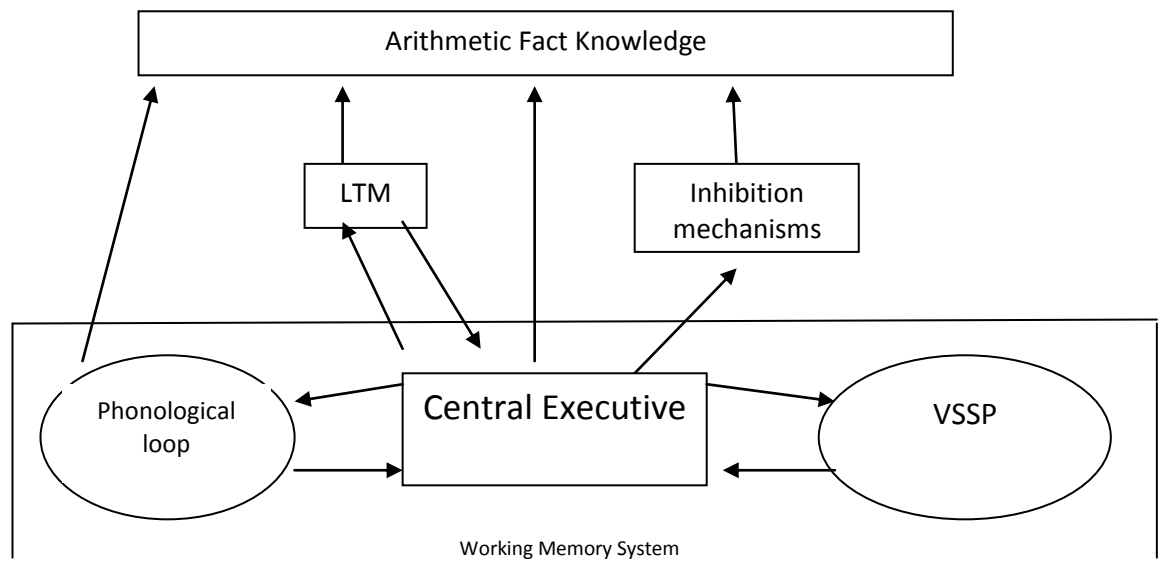 Arithmetic Fact Knowledge
LTM
Inhibition
mechanisms
Phonological
loop
Central Executive
VSSP
Working Memory System